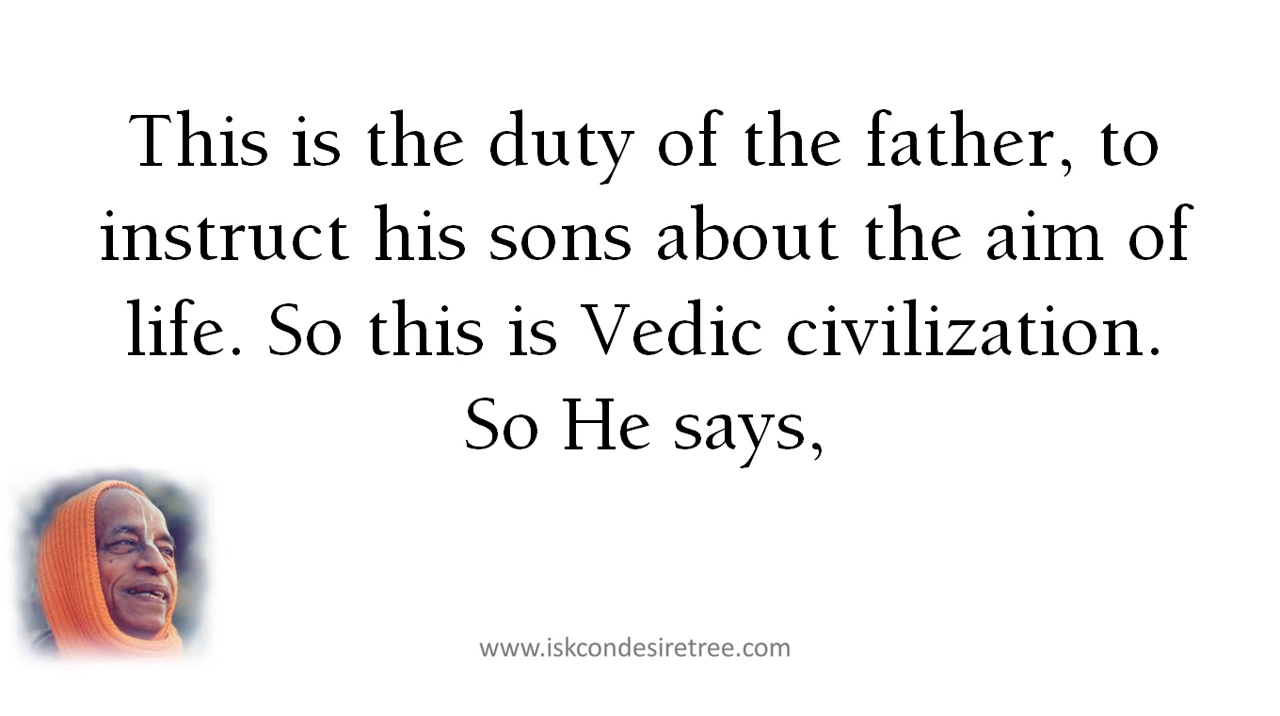 This is the duty of the father, to
instruct his sons about the aim of
life. So this is Vedic civilization.
So He says,
www.iskcondesiretree.com